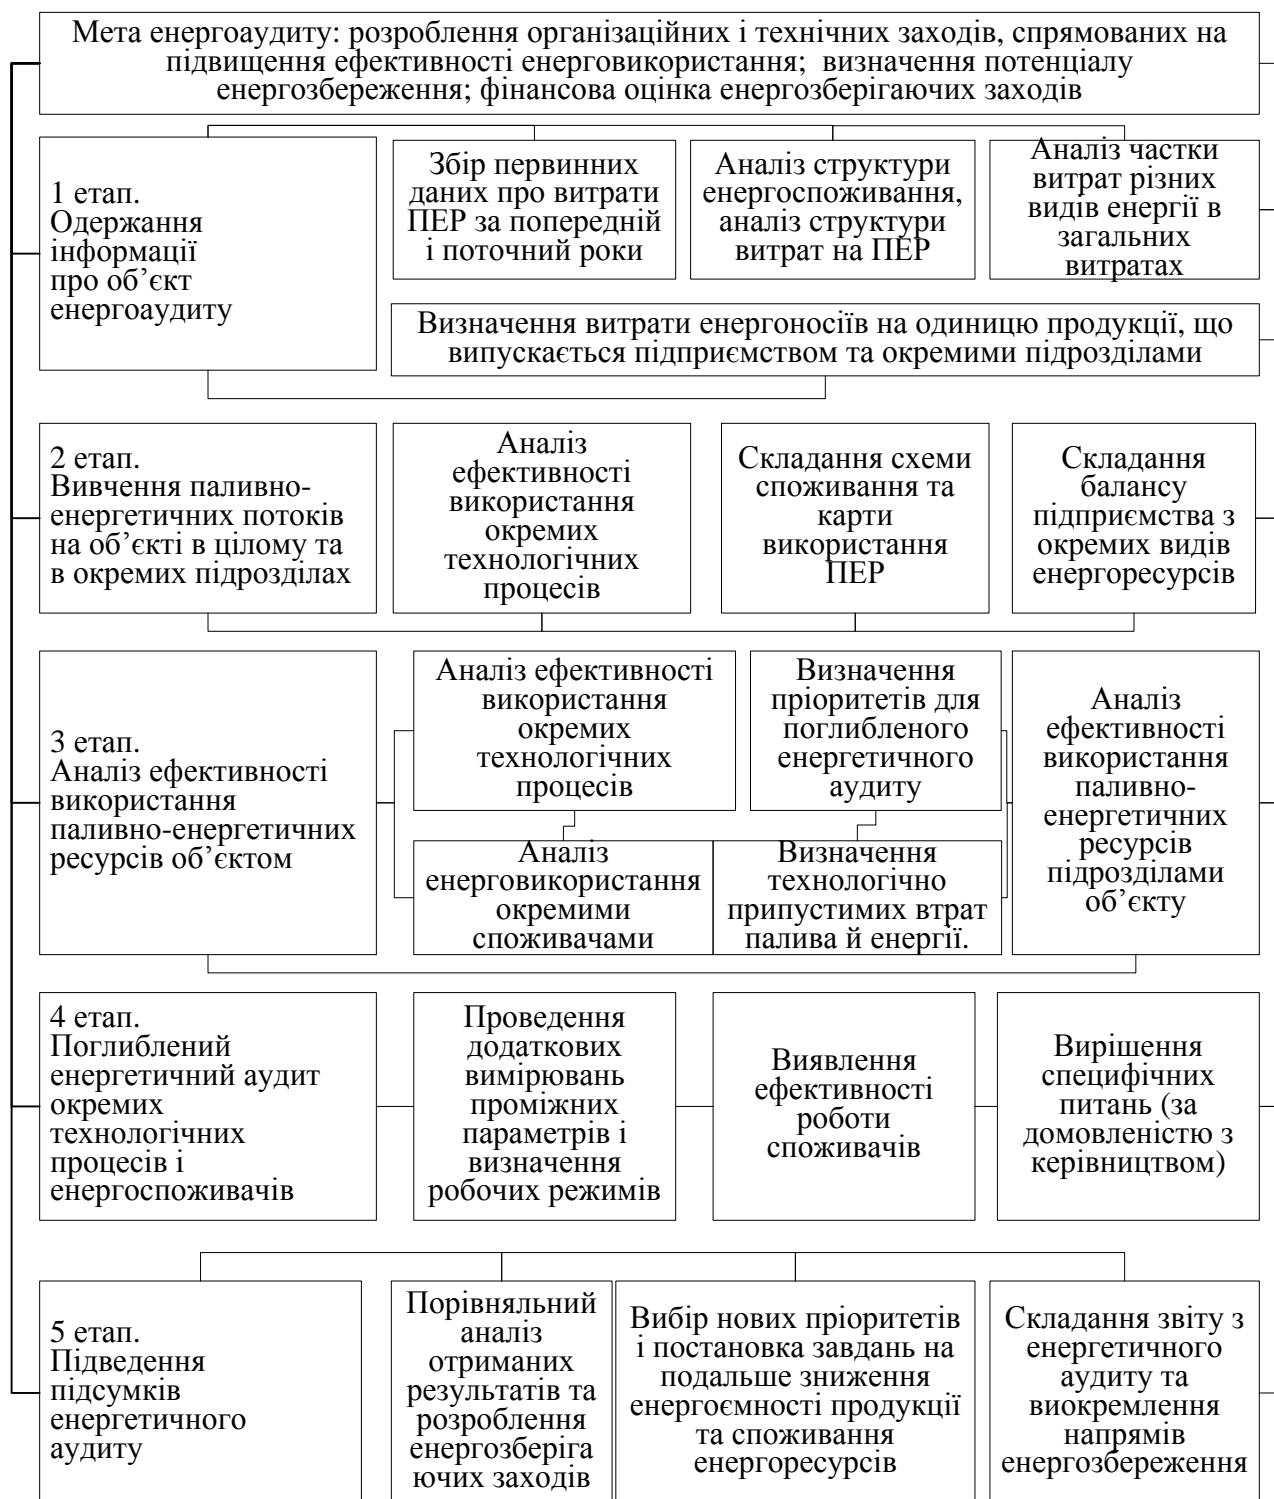 Мета енергоаудиту: розроблення організаційних і технічних заходів, спрямованих на
підвищення ефективності енерговикористання;  визначення потенціалу
енергозбереження; фінансова оцінка енергозберігаючих заходів
1 етап.
Одержання
інформації
про об’єкт
енергоаудиту
Збір первинних
даних про витрати
ПЕР за попередній
і поточний роки
Аналіз структури
енергоспоживання,
аналіз структури
витрат на ПЕР
Аналіз частки
витрат різних
видів енергії в
загальних
витратах
Визначення витрати енергоносіїв на одиницю продукції, що
випускається підприємством та окремими підрозділами
2 етап.
Вивчення паливно-
енергетичних потоків
на об’єкті в цілому та
в окремих підрозділах
Аналіз
ефективності
використання
окремих
технологічних
процесів
Складання схеми
споживання та
карти
використання
ПЕР
Складання
балансу
підприємства з
окремих видів
енергоресурсів
3 етап.
Аналіз ефективності
використання
паливно-енергетичних
ресурсів об’єктом
Аналіз ефективності
використання
окремих
технологічних
процесів
Визначення
пріоритетів для
поглибленого
енергетичного
аудиту
Аналіз
енерговикористання
окремими
споживачами
Визначення
технологічно
припустимих втрат
палива й енергії.
Аналіз
ефективності
використання
паливно-
енергетичних
ресурсів
підрозділами
об’єкту
4 етап.
Поглиблений
енергетичний аудит
окремих
технологічних
процесів і
енергоспоживачів
Проведення
додаткових
вимірювань
проміжних
параметрів і
визначення
робочих режимів
Виявлення
ефективності
роботи
споживачів
Вирішення
специфічних
питань (за
домовленістю з
керівництвом)
5 етап.
Підведення
підсумків
енергетичного
аудиту
Порівняльний
аналіз
отриманих
результатів та
розроблення
енергозберіга
ючих заходів
Вибір нових пріоритетів
і постановка завдань на
подальше зниження
енергоємності продукції
та споживання
енергоресурсів
Складання звіту з
енергетичного
аудиту та
виокремлення
напрямів
енергозбереження